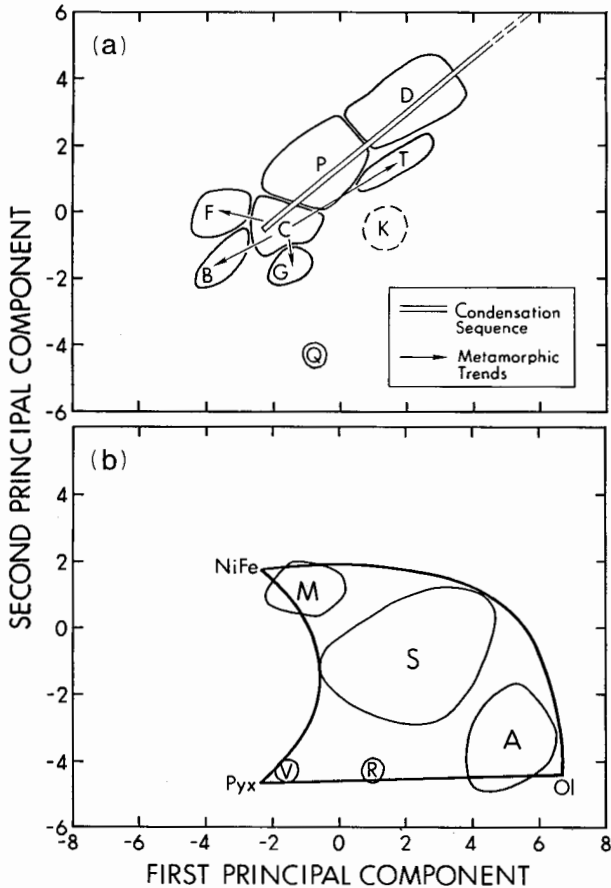 (a)
6
4
2
0
-2
-4
-6
D
P
T
F
C
K
B
G
Q
Condensation
Sequence
Metamorphic
Trends
SECOND PRINCIPAL COMPONENT
(b)
4
2
0
-2
-4
-6
NiFe
M
S
A
V
R
Pyx
Ol
-8
-6
-4
-2
0
2
4
6
8
FIRST PRINCIPAL COMPONENT